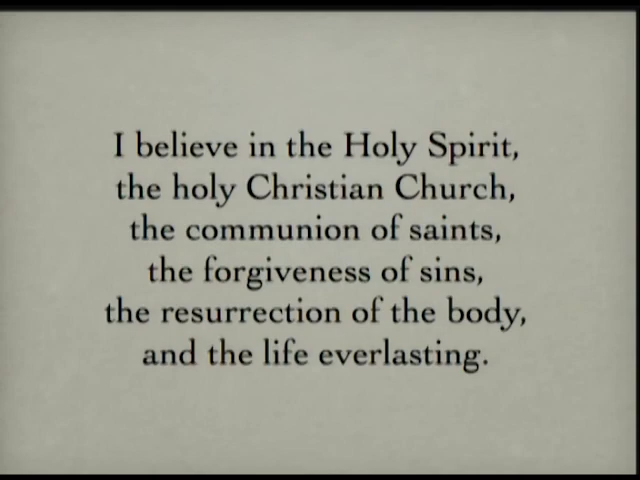 I believe in the Holy Spirit,
the holy Christian Church,
the communion of saints,
the forgiveness of sins,
the resurrection of the body,
and the life everlasting.